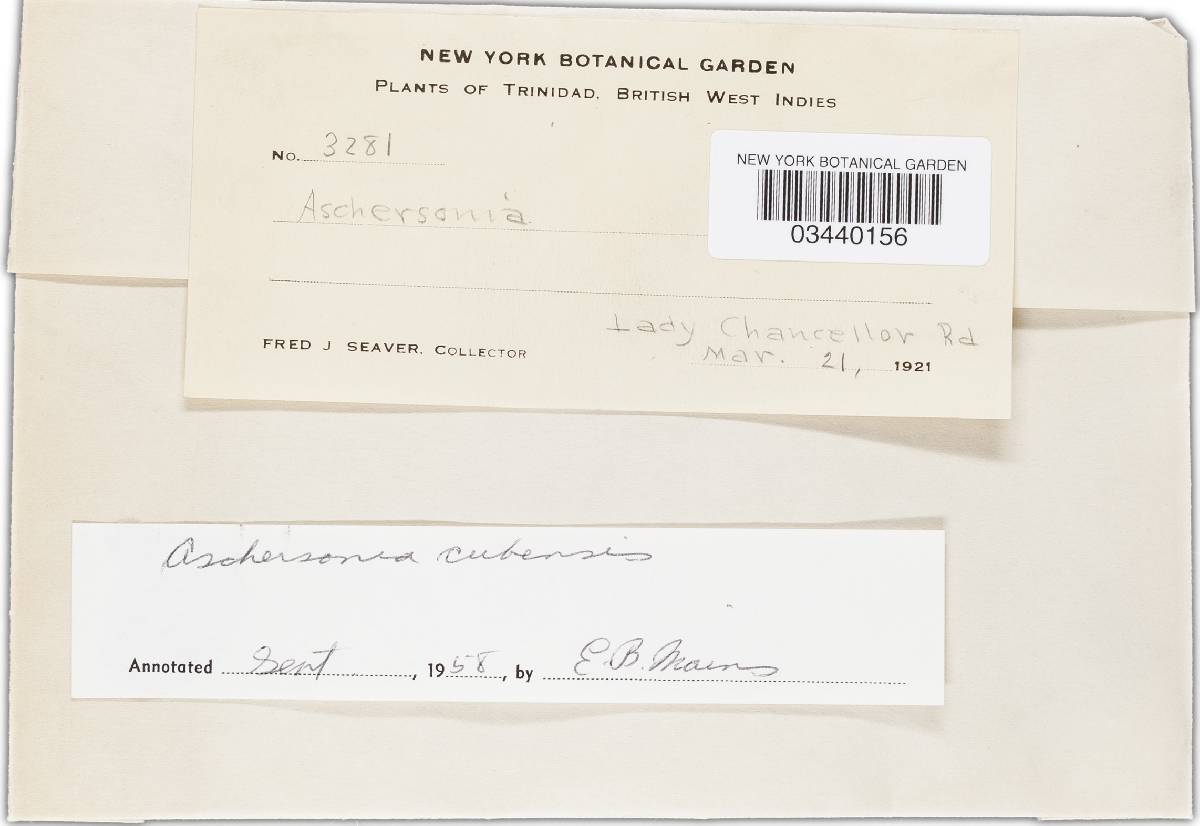 NEW YORK BOTANICAL GARDEN
PLANTS OF TRINIDAD, BRITISH WEST INDIES
No. 3281
NEW YORK BOTANICAL GARDEN
03440156
Aschersonia
Lady Chancellor Rd
FRED J SEAVER, COLLECTOR
Mar. 21, 1921
Aschersonia cubensis
Annotated Sept, 1958, by E.B. Mains